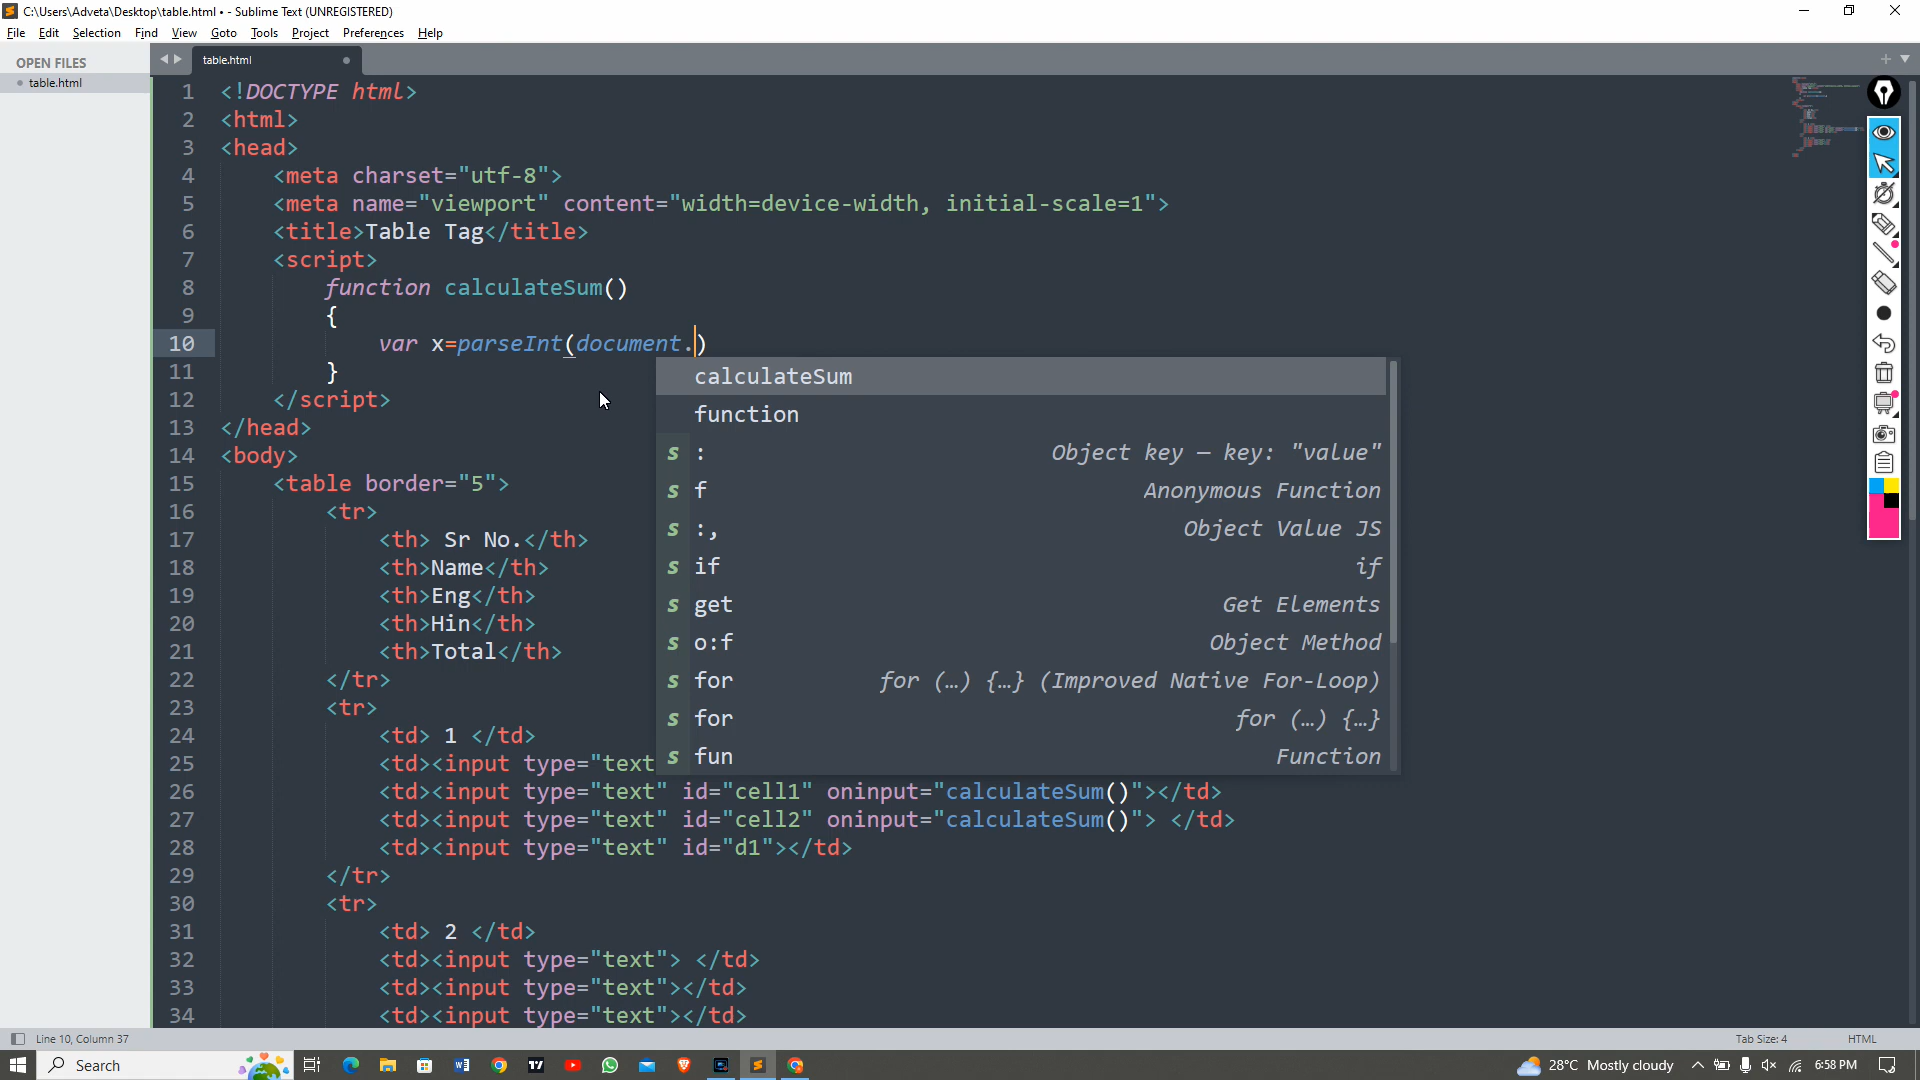 C:\Users\Adveta\Desktop\table.html • - Sublime Text (UNREGISTERED)
File Edit Selection Find View Goto Tools Project Preferences Help
OPEN FILES
table.html
table.html
1 <!DOCTYPE html>
2 <html>
3 <head>
4 <meta charset="utf-8">
5 <meta name="viewport" content="width=device-width, initial-scale=1">
6 <title>Table Tag</title>
7 <script>
8 function calculateSum()
9 {
10 var x=parseInt(document.)
11 }
12 </script>
13 </head>
14 <body>
15 <table border="5">
16 <tr>
17 <th> Sr No.</th>
18 <th>Name</th>
19 <th>Eng</th>
20 <th>Hin</th>
21 <th>Total</th>
22 </tr>
23 <tr>
24 <td> 1 </td>
25 <td><input type="text
26 <td><input type="text" id="cell1" oninput="calculateSum()"></td>
27 <td><input type="text" id="cell2" oninput="calculateSum()"> </td>
28 <td><input type="text" id="d1"></td>
29 </tr>
30 <tr>
31 <td> 2 </td>
32 <td><input type="text"> </td>
33 <td><input type="text"></td>
34 <td><input type="text"></td>
calculateSum
function
s : Object key — key: "value"
s f Anonymous Function
s :, Object Value JS
s if if
s get Get Elements
s o:f Object Method
s for for (…) {…} (Improved Native For-Loop)
s for for (…) {…}
s fun Function
Line 10, Column 37
Tab Size: 4
HTML
Search
28°C Mostly cloudy
6:58 PM